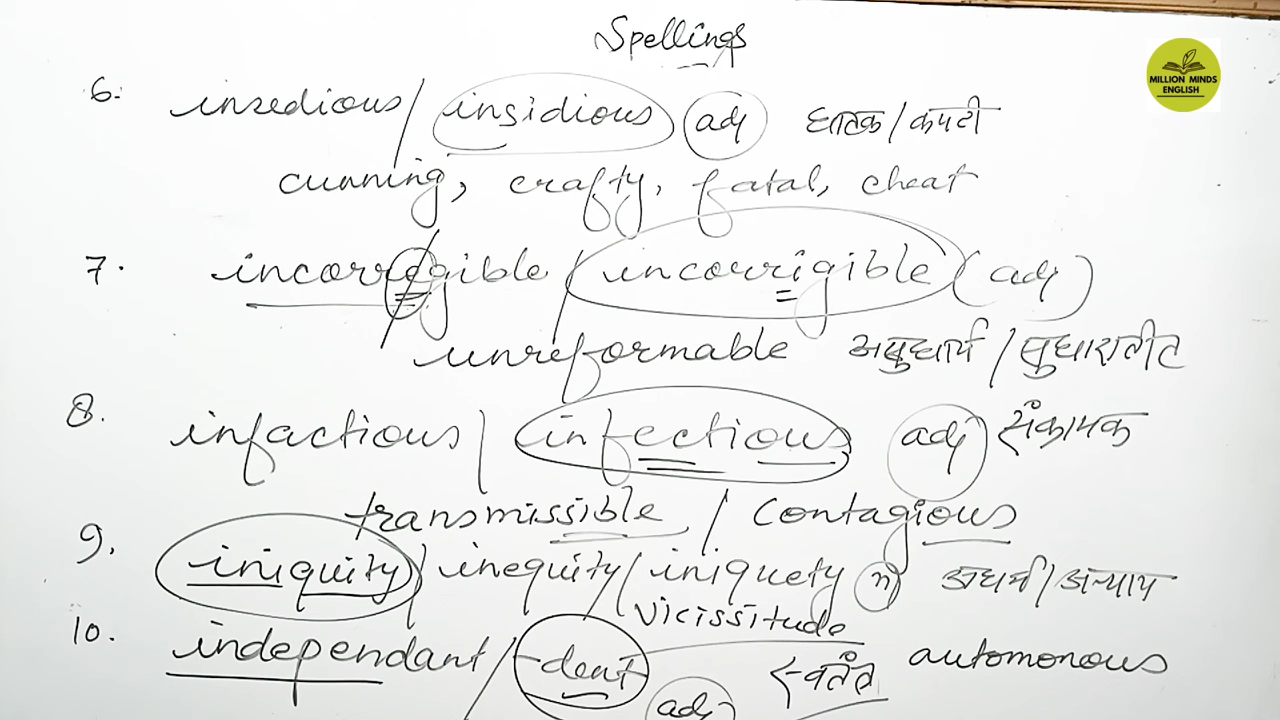 Spellings
MILLION MINDS
ENGLISH
6. insedious / insidious adj घातक / कपटी
cunning, crafty, fatal, cheat
7. incorregible / incorrigible (adj)
unreformable असुधार्य / सुधारातीत
8. infactious / infectious adj संक्रामक
transmissible / Contagious
9. iniquity / inequity / iniquety n अधर्म / अन्याय
vicissitude
10. independant / -dent स्वतंत्र automonous
adj